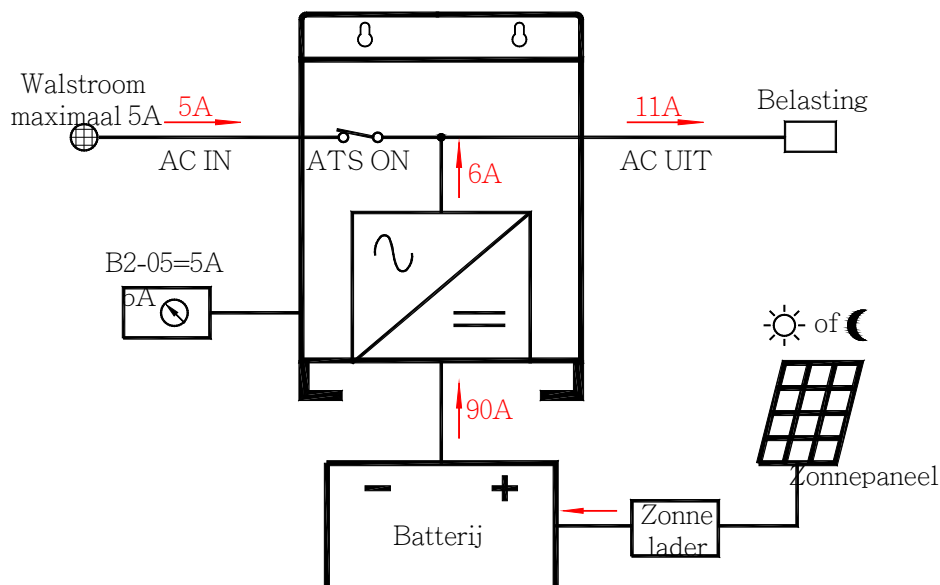 Walstroom
maximaal 5A
5A
11A
Belasting
AC IN
ATS ON
6A
AC UIT
B2-05=5A
5A
of
90A
Zonnepaneel
Batterij
Zonne
lader